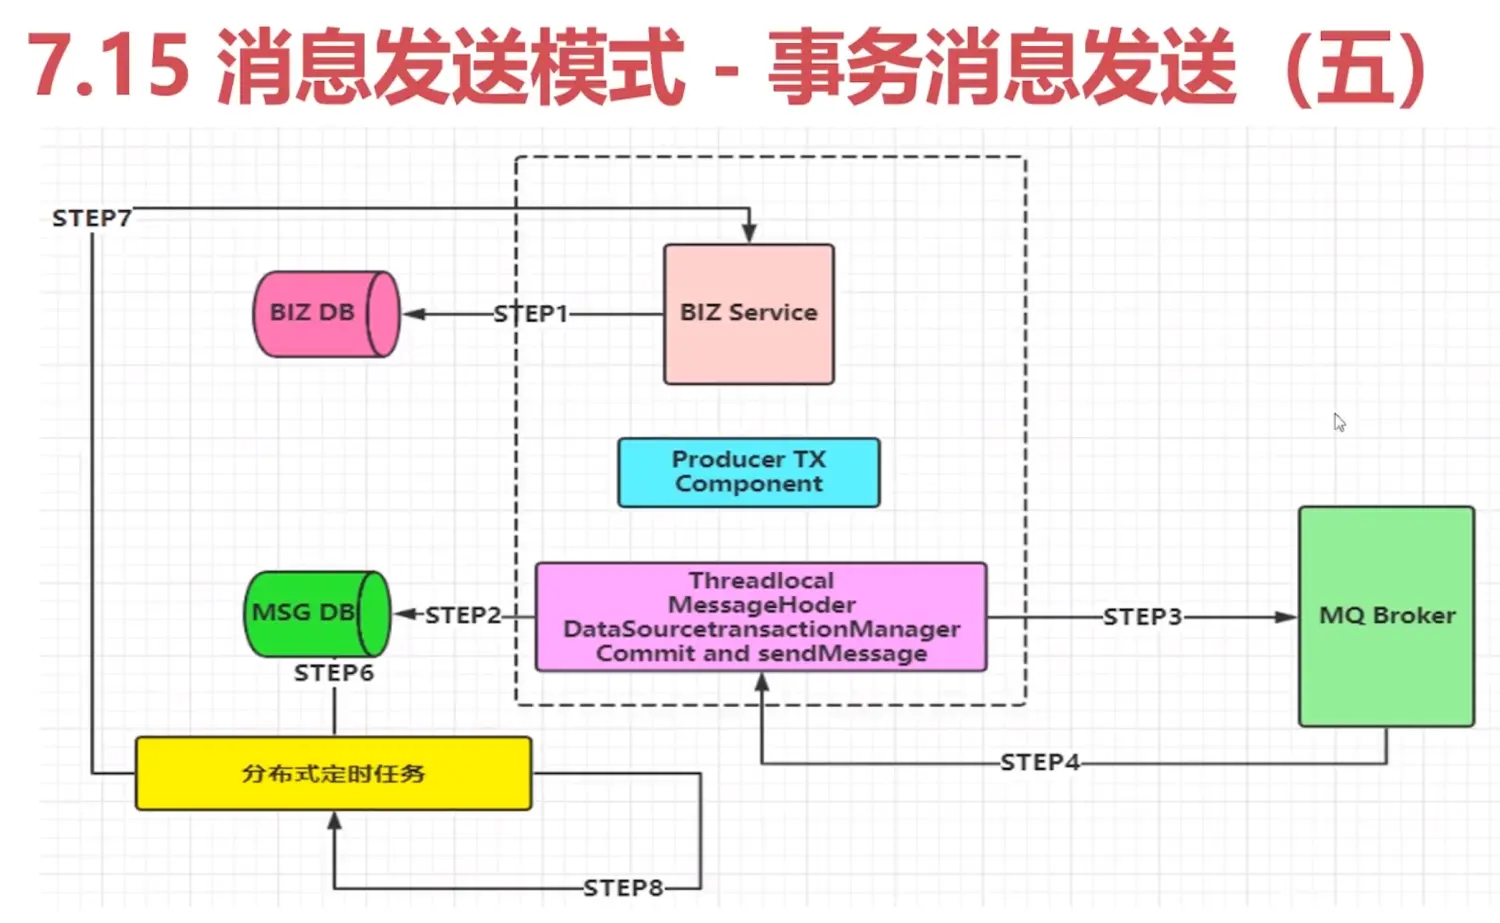 7.15 消息发送模式 - 事务消息发送（五）
STEP7
BIZ DB
STEP1
BIZ Service
Producer TX
Component
MSG DB
STEP2
Threadlocal
MessageHoder
DataSourcetransactionManager
Commit and sendMessage
STEP3
MQ Broker
STEP6
STEP4
分布式定时任务
STEP8